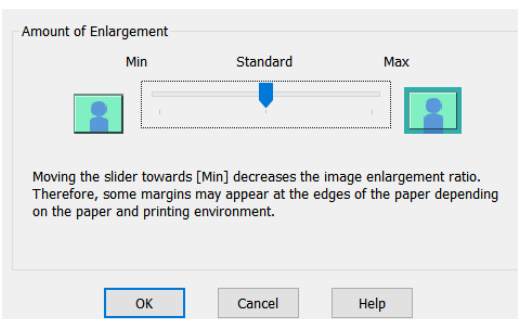 Amount of Enlargement
Min Standard Max
Moving the slider towards [Min] decreases the image enlargement ratio.
Therefore, some margins may appear at the edges of the paper depending
on the paper and printing environment.
OK Cancel Help